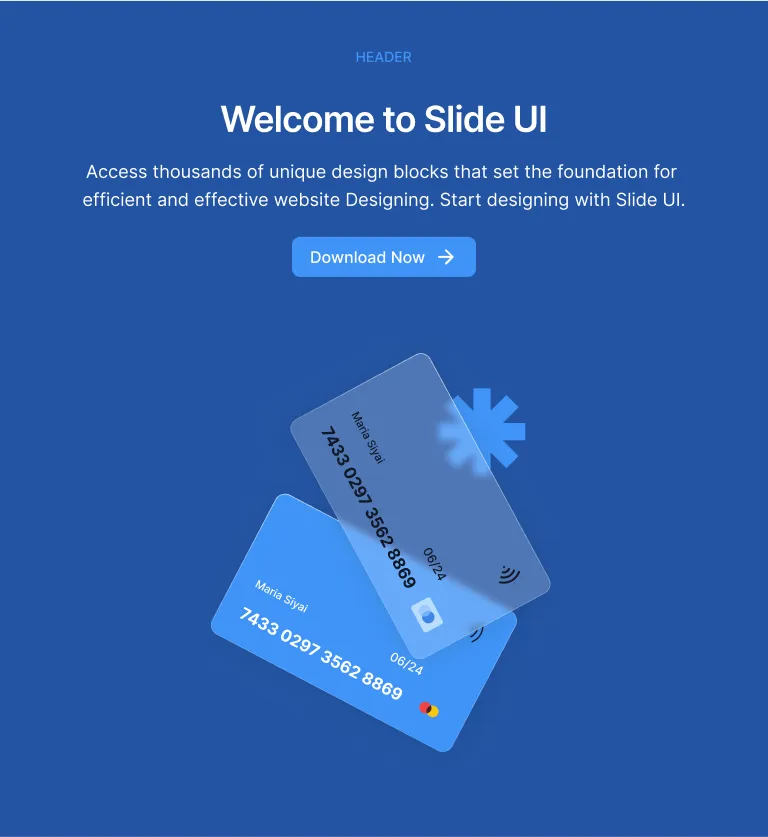 HEADER
Welcome to Slide UI
Access thousands of unique design blocks that set the foundation for
efficient and effective website Designing. Start designing with Slide UI.
Download Now
Maria Siyai
7433 0297 3562 8869
06/24
Maria Siyai
7433 0297 3562 8869
06/24